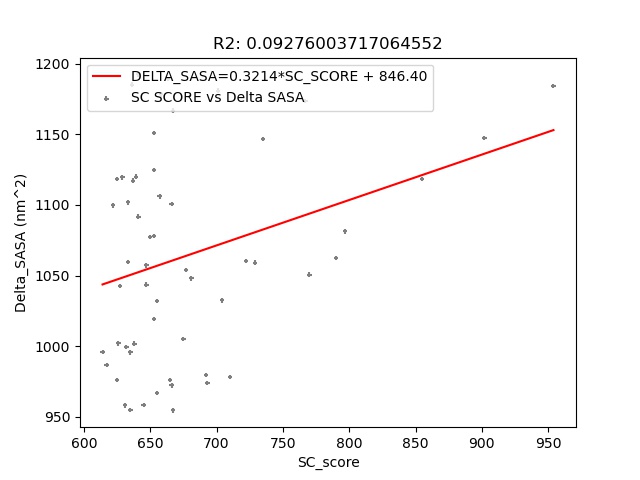 R2: 0.09276003717064552
DELTA_SASA=0.3214*SC_SCORE + 846.40
SC SCORE vs Delta SASA
Delta_SASA (nm^2)
1200
1150
1100
1050
1000
950
600 650 700 750 800 850 900 950
SC_score